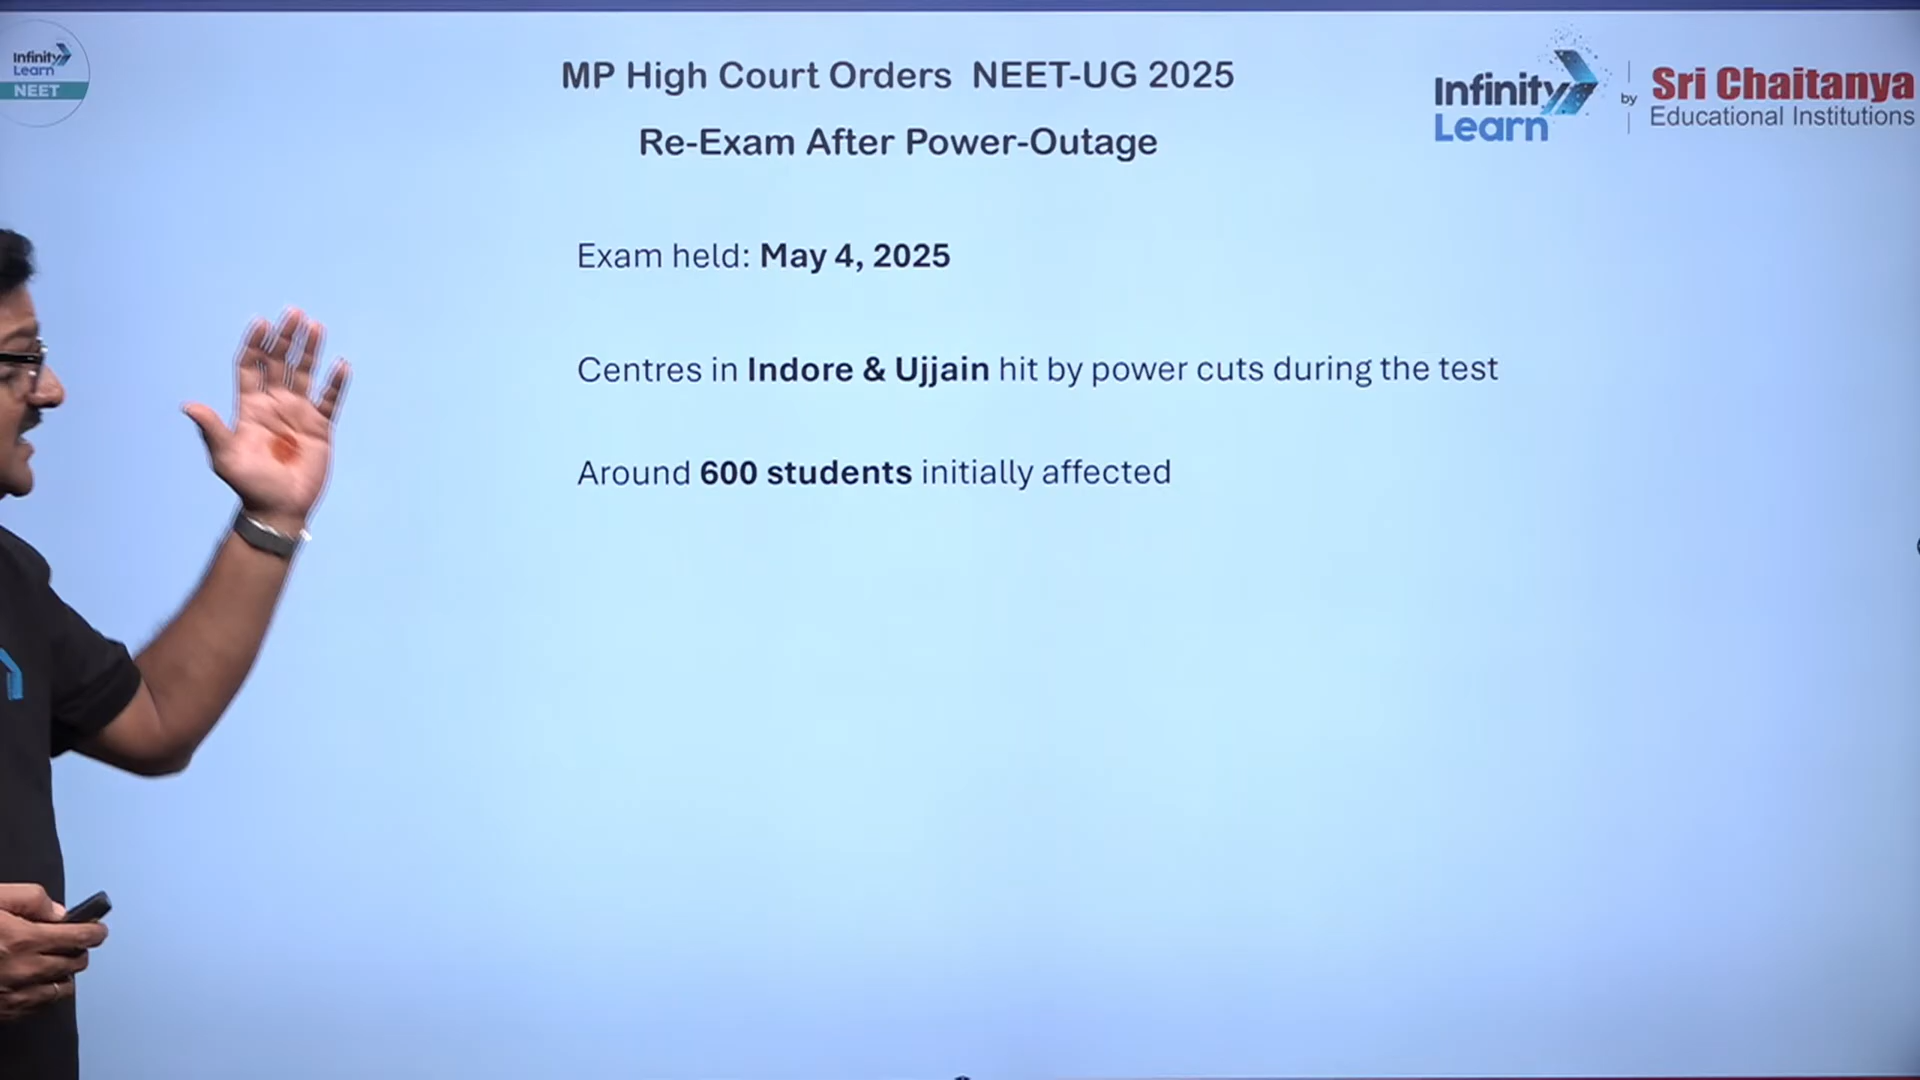 Infinity
Learn
NEET
MP High Court Orders NEET-UG 2025
Re-Exam After Power-Outage
Infinity
Learn
by
Sri Chaitanya
Educational Institutions
Exam held: May 4, 2025
Centres in Indore & Ujjain hit by power cuts during the test
Around 600 students initially affected